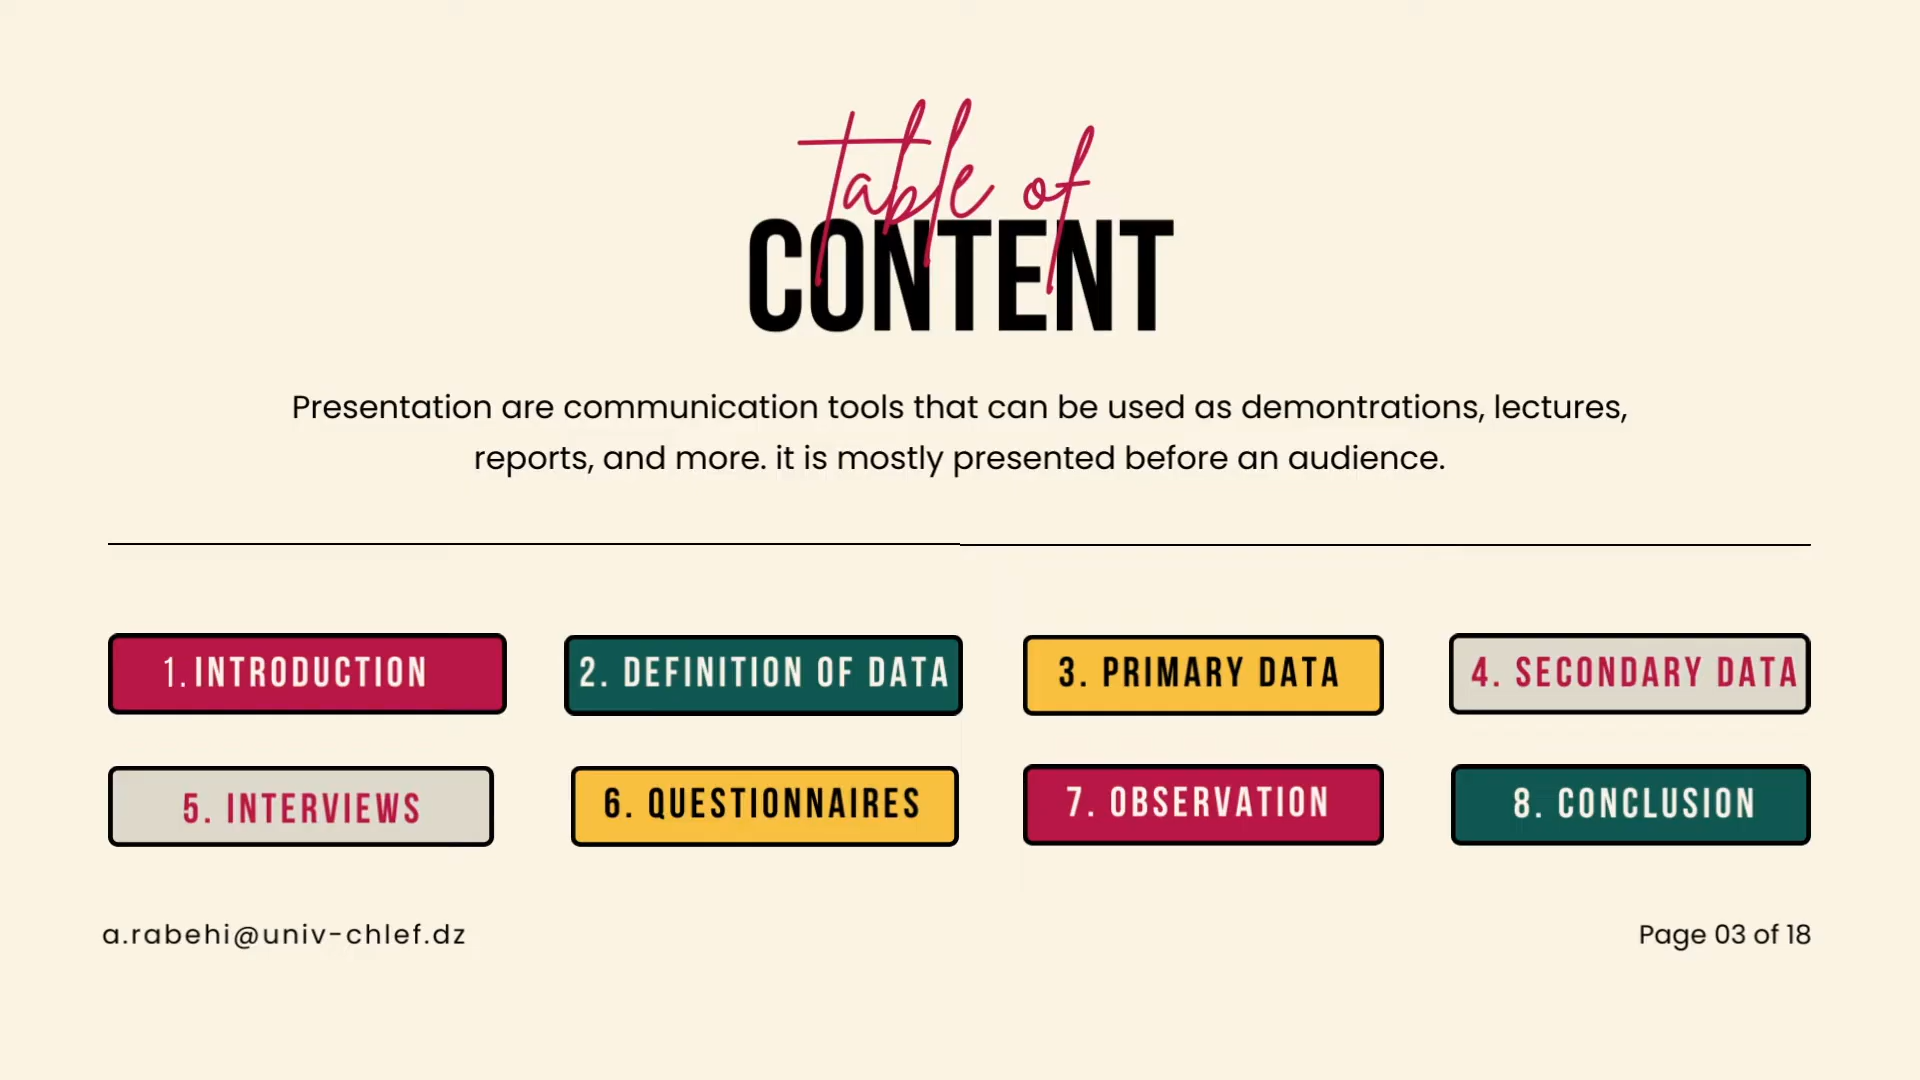 table of
CONTENT
Presentation are communication tools that can be used as demontrations, lectures,
reports, and more. it is mostly presented before an audience.
1. INTRODUCTION
2. DEFINITION OF DATA
3. PRIMARY DATA
4. SECONDARY DATA
5. INTERVIEWS
6. QUESTIONNAIRES
7. OBSERVATION
8. CONCLUSION
a.rabehi@univ-chlef.dz
Page 03 of 18